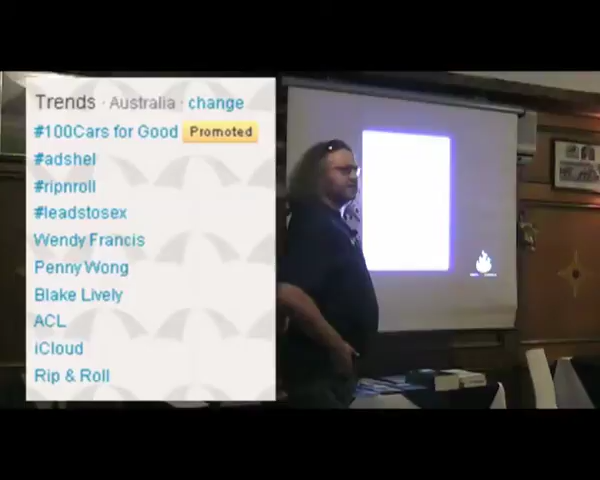 Trends · Australia · change
#100Cars for Good Promoted
#adshel
#ripnroll
#leadstosex
Wendy Francis
Penny Wong
Blake Lively
ACL
iCloud
Rip & Roll